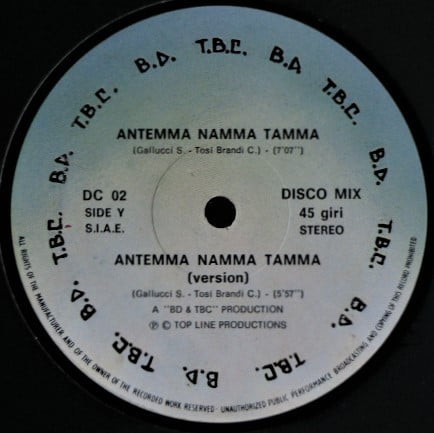 B.D. T.B.C. B.D. T.B.C. B.D. T.B.C. B.D. T.B.C. B.D. T.B.C. B.D. T.B.C.
ANTEMMA NAMMA TAMMA
(Gallucci S. - Tosi Brandi C.) - (7'07'')
DC 02
SIDE Y
S.I.A.E.
DISCO MIX
45 giri
STEREO
ANTEMMA NAMMA TAMMA
(version)
(Gallucci S. - Tosi Brandi C.) - (5'57'')
A "BD & TBC" PRODUCTION
℗ © TOP LINE PRODUCTIONS
ALL RIGHTS OF THE MANUFACTURER AND OF THE OWNER OF THE RECORDED WORK RESERVED - UNAUTHORIZED PUBLIC PERFORMANCE BROADCASTING AND COPYING OF THIS RECORD PROHIBITED